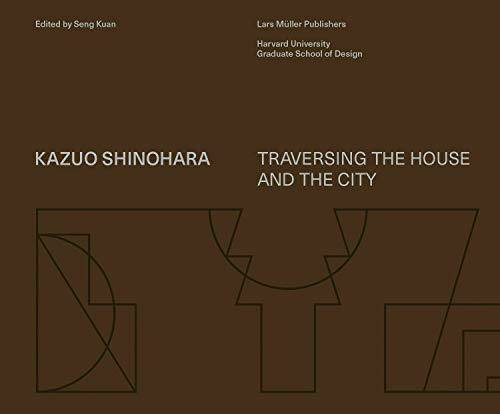 Edited by Seng Kuan
Lars Müller Publishers
Harvard University
Graduate School of Design
KAZUO SHINOHARA
TRAVERSING THE HOUSE
AND THE CITY